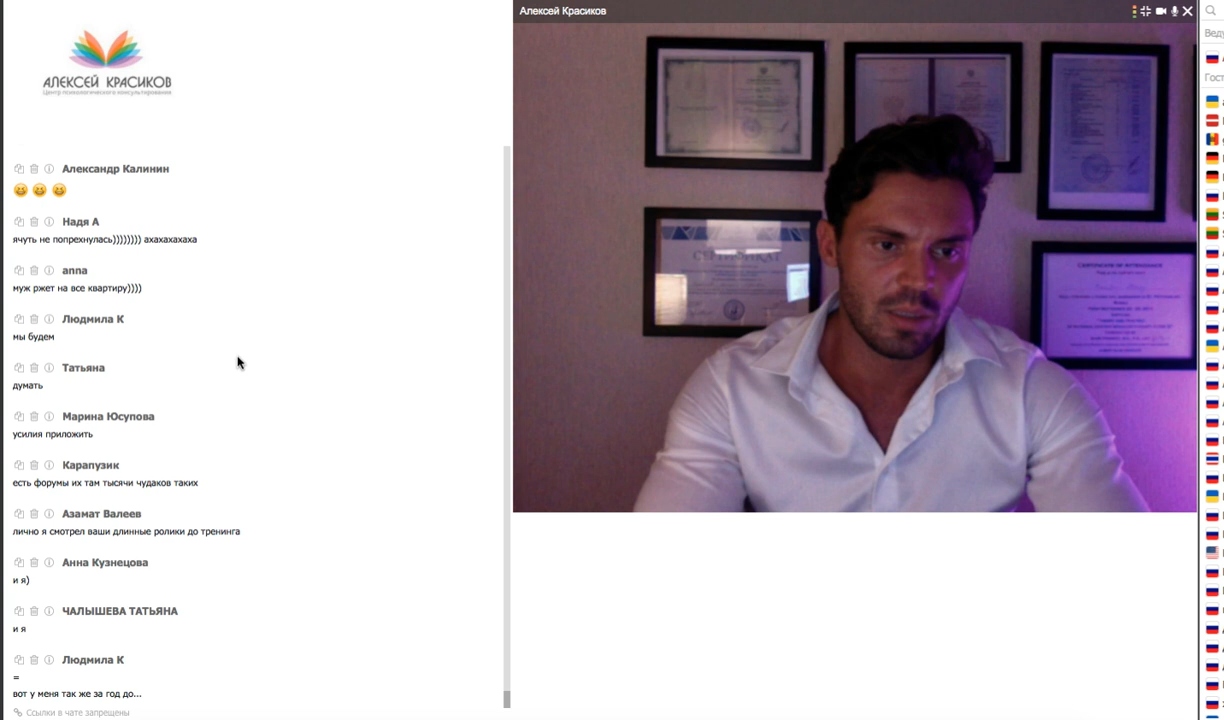 АЛЕКСЕЙ КРАСИКОВ
Центр психологического консультирования
Александр Калинин
Надя А
ячуть не попрехнулась)))))))) ахахахахаха
anna
муж ржет на все квартиру))))
Людмила К
мы будем
Татьяна
думать
Марина Юсупова
усилия приложить
Карапузик
есть форумы их там тысячи чудаков таких
Азамат Валеев
лично я смотрел ваши длинные ролики до тренинга
Анна Кузнецова
и я)
ЧАЛЫШЕВА ТАТЬЯНА
и я
Людмила К
=
вот у меня так же за год до...
Ссылки в чате запрещены
Алексей Красиков
СЕРТИФИКАТ
Веду
Гост